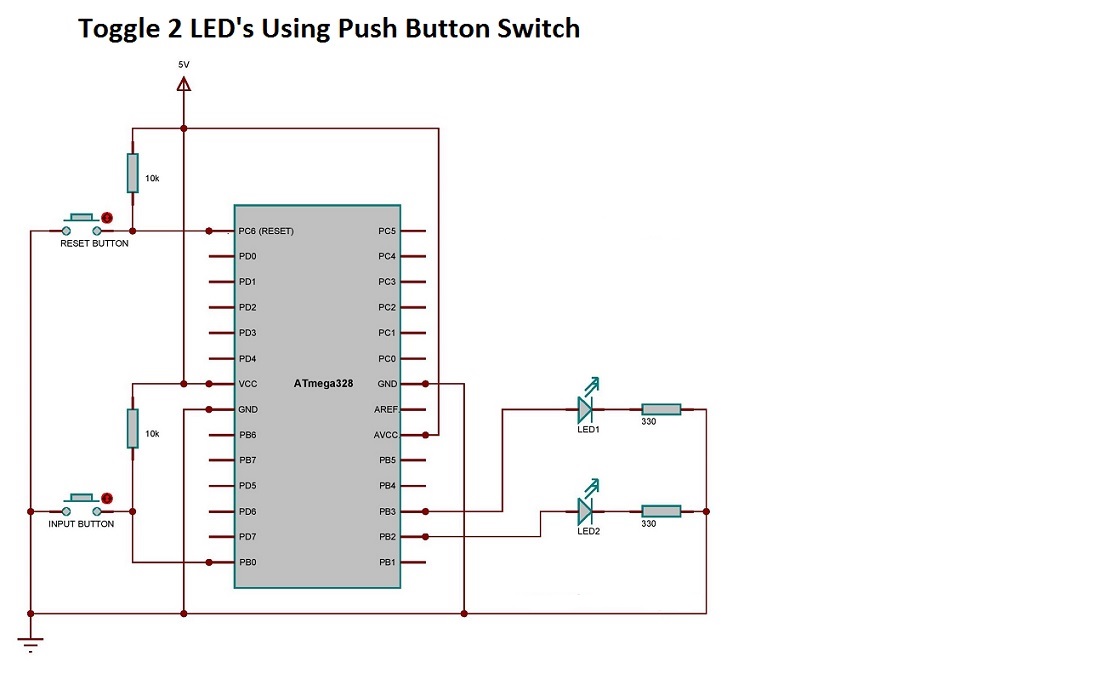 Toggle 2 LED's Using Push Button Switch
5V
10k
RESET BUTTON
PC6 (RESET)
PC5
PD0
PC4
PD1
PC3
PD2
PC2
PD3
PC1
PD4
PC0
VCC
ATmega328
GND
GND
AREF
LED1
330
10k
PB6
AVCC
PB7
PB5
PD5
PB4
INPUT BUTTON
PD6
PB3
LED2
330
PD7
PB2
PB0
PB1